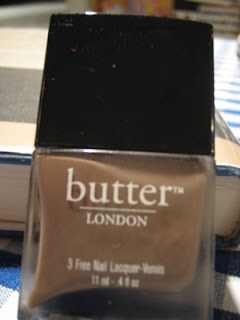 butter™
LONDON
3 Free Nail Lacquer-Vernis
11 ml - .4 fl oz